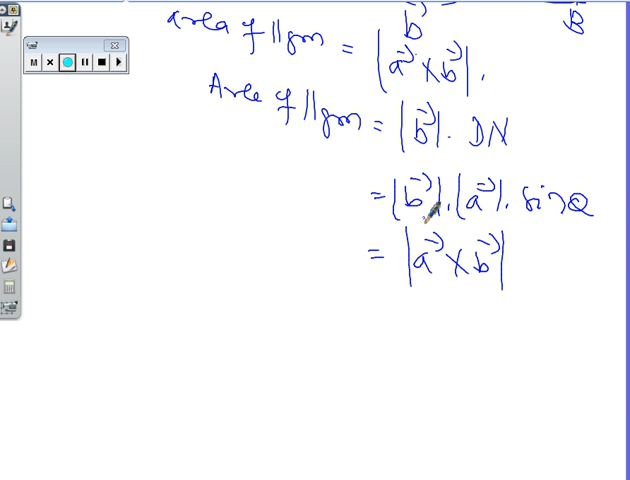 b⃗ = B
area of ||gm = |a⃗ × b⃗|.
Area of ||gm = |b⃗|. DN
= |b⃗|.|a⃗|. sinθ
= |a⃗ × b⃗|
M